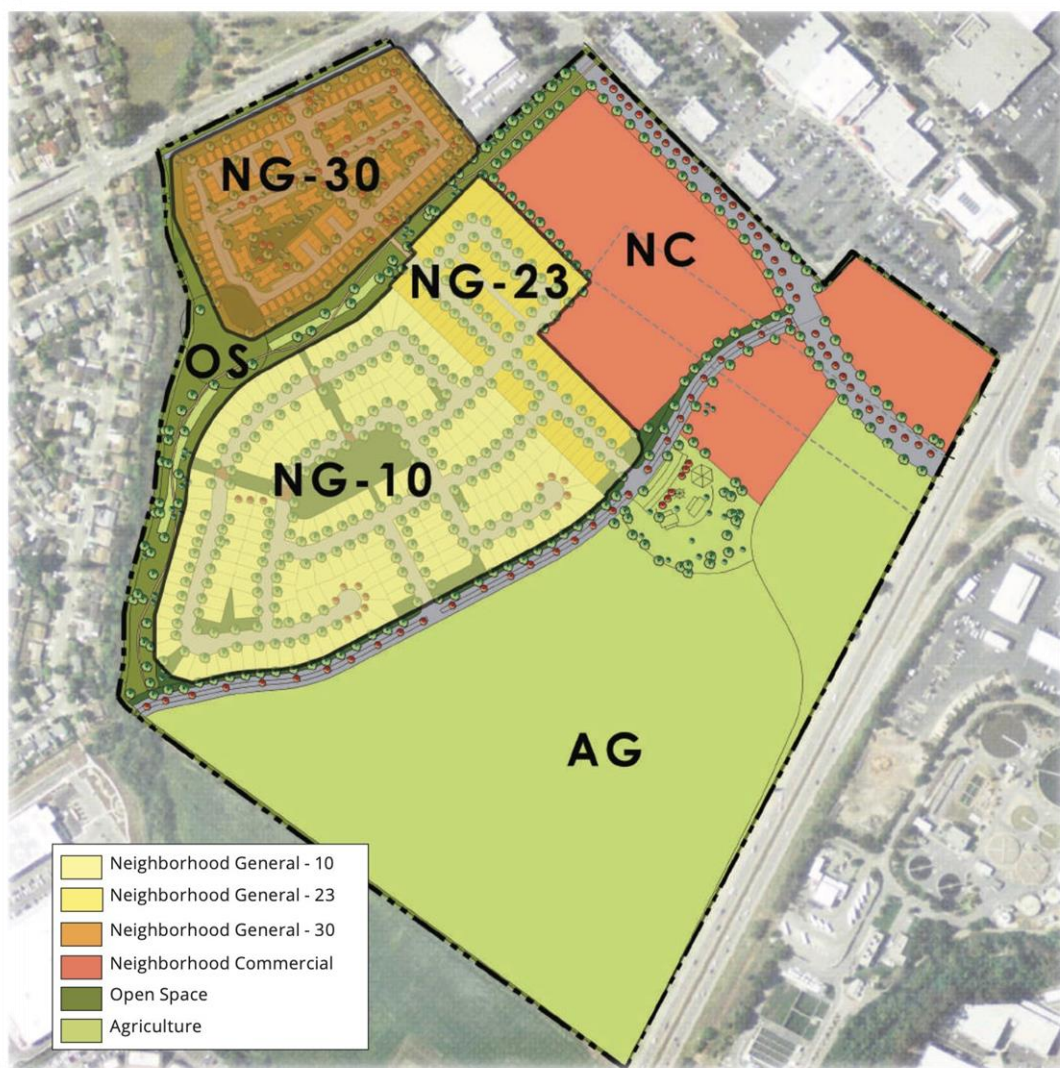 NG-30
NC
NG-23
OS
NG-10
AG
Neighborhood General - 10
Neighborhood General - 23
Neighborhood General - 30
Neighborhood Commercial
Open Space
Agriculture